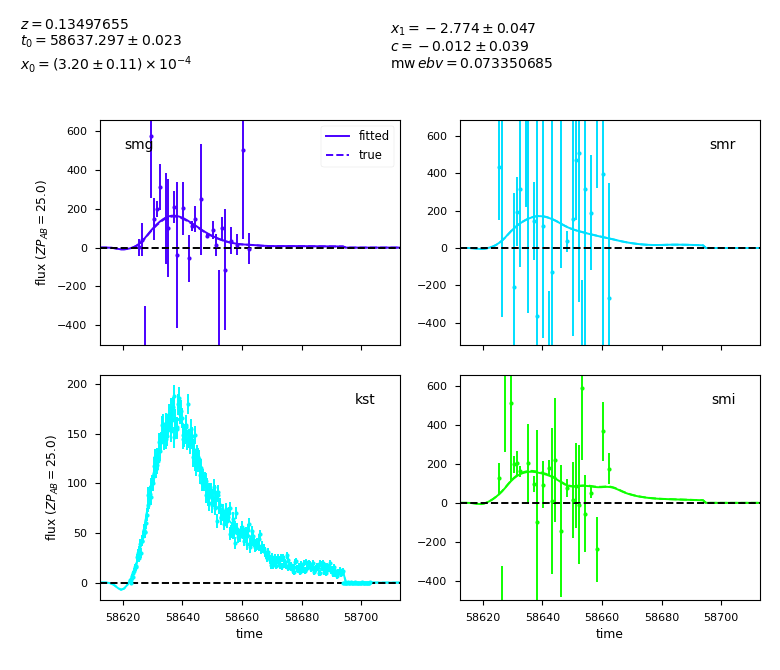 z = 0.13497655
t₀ = 58637.297 ± 0.023
x₀ = (3.20 ± 0.11) × 10⁻⁴
x₁ = −2.774 ± 0.047
c = −0.012 ± 0.039
mw ebv = 0.073350685
smg
fitted
true
600
400
200
0
−200
−400
flux (ZP_AB = 25.0)
smr
600
400
200
0
−200
−400
kst
200
150
100
50
0
flux (ZP_AB = 25.0)
58620 58640 58660 58680 58700
time
smi
600
400
200
0
−200
−400
58620 58640 58660 58680 58700
time